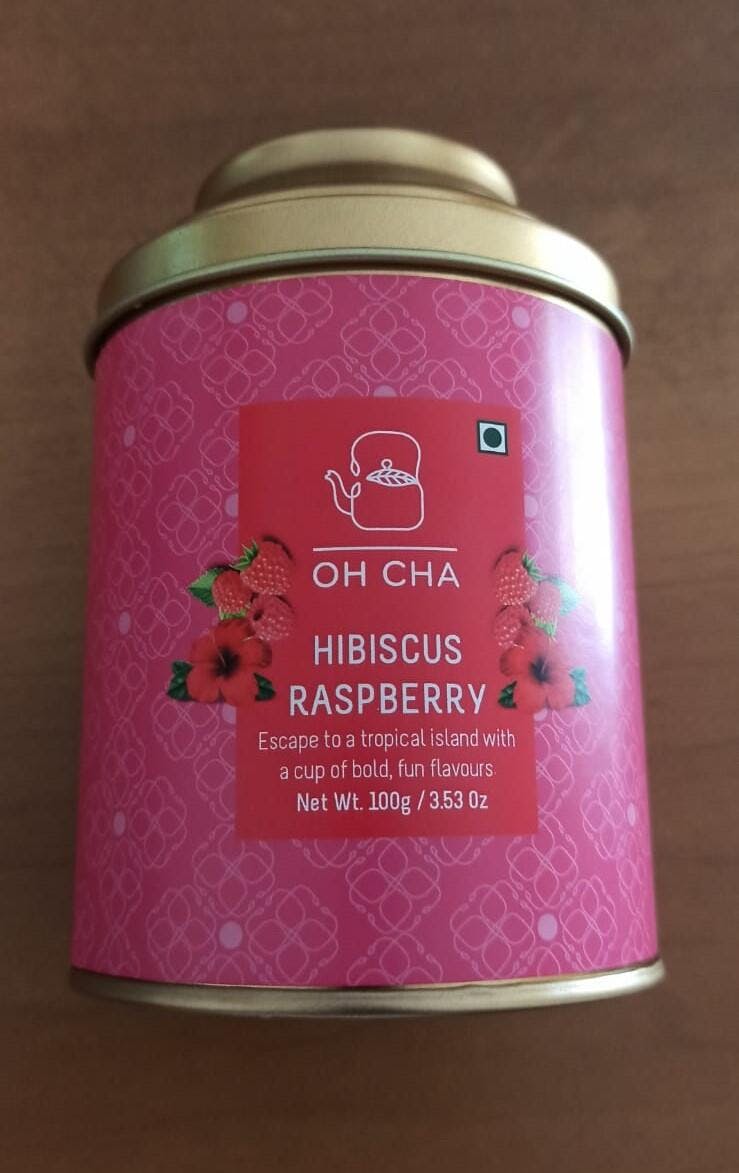 OH CHA
HIBISCUS
RASPBERRY
Escape to a tropical island with
a cup of bold, fun flavours.
Net Wt. 100g / 3.53 Oz